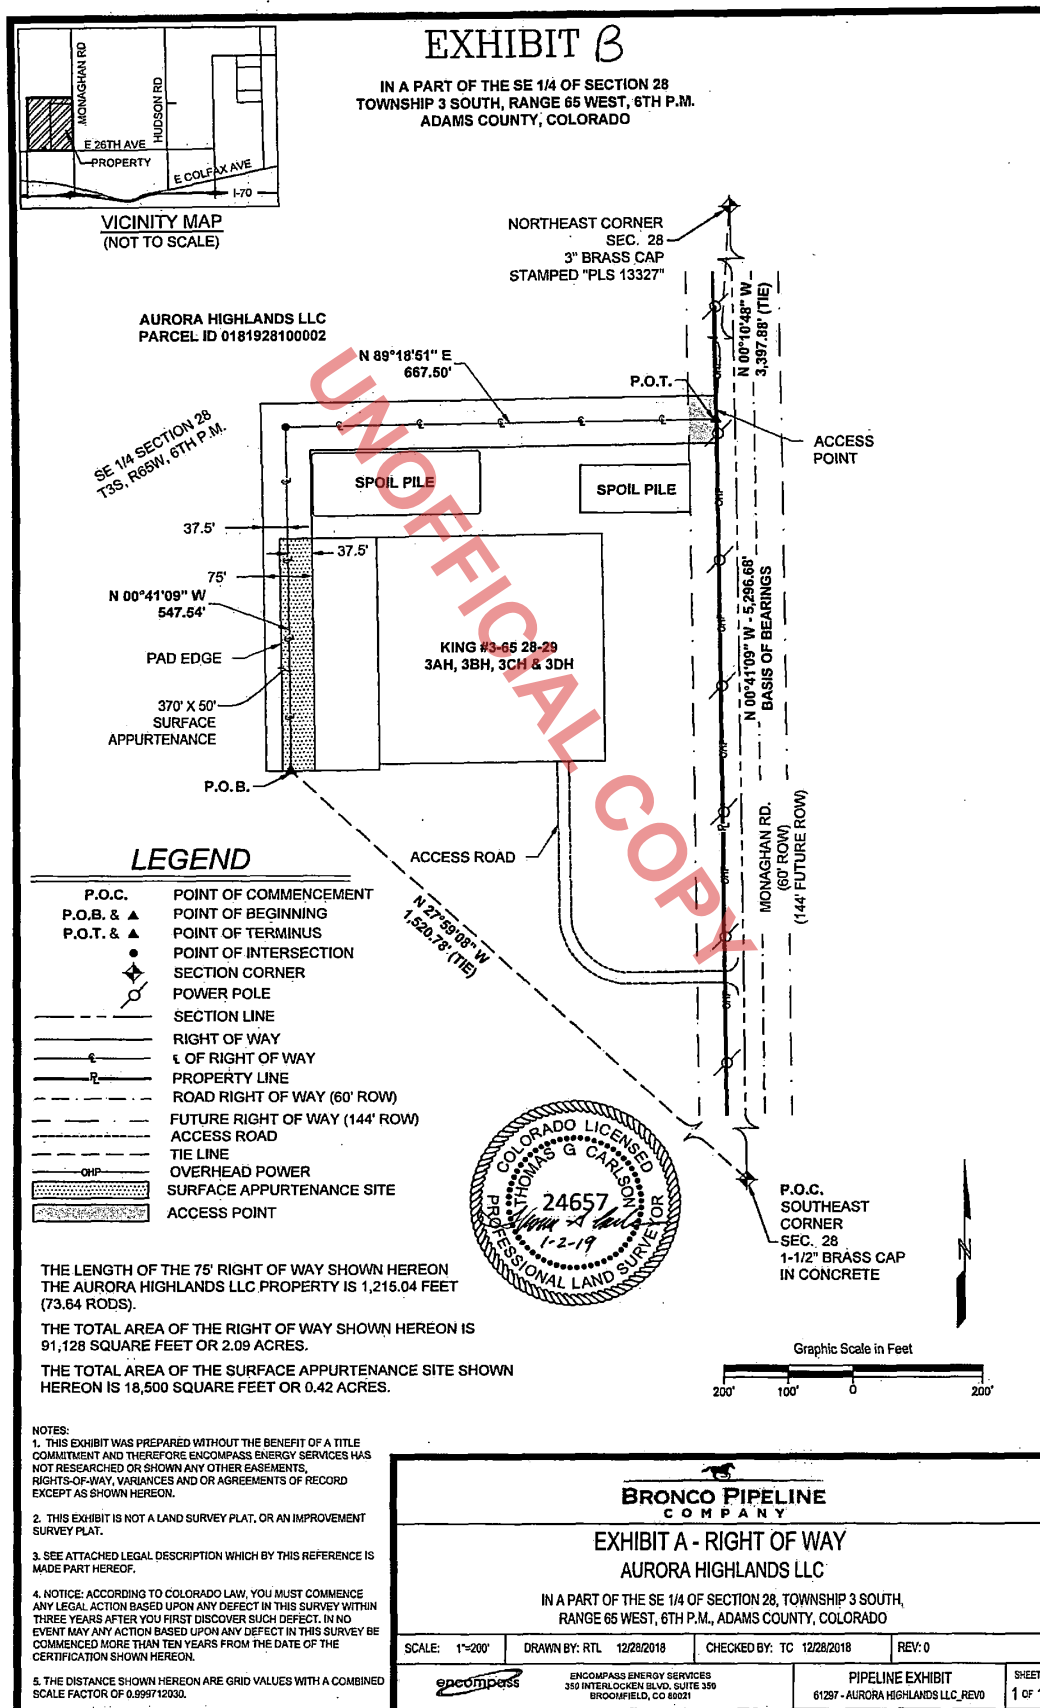 EXHIBIT B
IN A PART OF THE SE 1/4 OF SECTION 28
TOWNSHIP 3 SOUTH, RANGE 65 WEST, 6TH P.M.
ADAMS COUNTY, COLORADO
MONAGHAN RD
HUDSON RD
E 26TH AVE
PROPERTY
E COLFAX AVE
I-70
VICINITY MAP
(NOT TO SCALE)
NORTHEAST CORNER
SEC. 28
3" BRASS CAP
STAMPED "PLS 13327"
N 00°10'48" W
3,397.88' (TIE)
AURORA HIGHLANDS LLC
PARCEL ID 0181928100002
N 89°18'51" E
667.50'
P.O.T.
ACCESS
POINT
SE 1/4 SECTION 28
T3S, R65W, 6TH P.M.
SPOIL PILE
SPOIL PILE
37.5'
37.5'
75'
N 00°41'09" W
547.54'
PAD EDGE
370' X 50'
SURFACE
APPURTENANCE
P.O.B.
KING #3-65 28-29
3AH, 3BH, 3CH & 3DH
N 00°41'09" W - 5,296.68'
BASIS OF BEARINGS
OHP
OHP
OHP
OHP
OHP
OHP
MONAGHAN RD.
(60' ROW)
(144' FUTURE ROW)
ACCESS ROAD
N 27°59'08" W
1,520.78' (TIE)
UNOFFICIAL COPY
LEGEND
P.O.C. POINT OF COMMENCEMENT
P.O.B. & ▲ POINT OF BEGINNING
P.O.T. & ▲ POINT OF TERMINUS
POINT OF INTERSECTION
SECTION CORNER
POWER POLE
SECTION LINE
RIGHT OF WAY
℄ OF RIGHT OF WAY
PROPERTY LINE
ROAD RIGHT OF WAY (60' ROW)
FUTURE RIGHT OF WAY (144' ROW)
ACCESS ROAD
TIE LINE
OHP OVERHEAD POWER
SURFACE APPURTENANCE SITE
ACCESS POINT
COLORADO LICENSED
THOMAS G CARLSON
24657
1-2-19
PROFESSIONAL LAND SURVEYOR
P.O.C.
SOUTHEAST
CORNER
SEC. 28
1-1/2" BRASS CAP
IN CONCRETE
N
THE LENGTH OF THE 75' RIGHT OF WAY SHOWN HEREON
THE AURORA HIGHLANDS LLC PROPERTY IS 1,215.04 FEET
(73.64 RODS).
THE TOTAL AREA OF THE RIGHT OF WAY SHOWN HEREON IS
91,128 SQUARE FEET OR 2.09 ACRES.
THE TOTAL AREA OF THE SURFACE APPURTENANCE SITE SHOWN
HEREON IS 18,500 SQUARE FEET OR 0.42 ACRES.
Graphic Scale in Feet
200' 100' 0 200'
NOTES:
1. THIS EXHIBIT WAS PREPARED WITHOUT THE BENEFIT OF A TITLE
COMMITMENT AND THEREFORE ENCOMPASS ENERGY SERVICES HAS
NOT RESEARCHED OR SHOWN ANY OTHER EASEMENTS,
RIGHTS-OF-WAY, VARIANCES AND OR AGREEMENTS OF RECORD
EXCEPT AS SHOWN HEREON.
2. THIS EXHIBIT IS NOT A LAND SURVEY PLAT, OR AN IMPROVEMENT
SURVEY PLAT.
3. SEE ATTACHED LEGAL DESCRIPTION WHICH BY THIS REFERENCE IS
MADE PART HEREOF.
4. NOTICE: ACCORDING TO COLORADO LAW, YOU MUST COMMENCE
ANY LEGAL ACTION BASED UPON ANY DEFECT IN THIS SURVEY WITHIN
THREE YEARS AFTER YOU FIRST DISCOVER SUCH DEFECT. IN NO
EVENT MAY ANY ACTION BASED UPON ANY DEFECT IN THIS SURVEY BE
COMMENCED MORE THAN TEN YEARS FROM THE DATE OF THE
CERTIFICATION SHOWN HEREON.
5. THE DISTANCE SHOWN HEREON ARE GRID VALUES WITH A COMBINED
SCALE FACTOR OF 0.999712030.
BRONCO PIPELINE
COMPANY
EXHIBIT A - RIGHT OF WAY
AURORA HIGHLANDS LLC
IN A PART OF THE SE 1/4 OF SECTION 28, TOWNSHIP 3 SOUTH,
RANGE 65 WEST, 6TH P.M., ADAMS COUNTY, COLORADO
SCALE: 1"=200' DRAWN BY: RTL 12/28/2018 CHECKED BY: TC 12/28/2018 REV: 0
encompass
ENCOMPASS ENERGY SERVICES
350 INTERLOCKEN BLVD, SUITE 350
BROOMFIELD, CO 80021
PIPELINE EXHIBIT
61297 - AURORA HIGHLANDS LLC_REV0
SHEET
1 OF